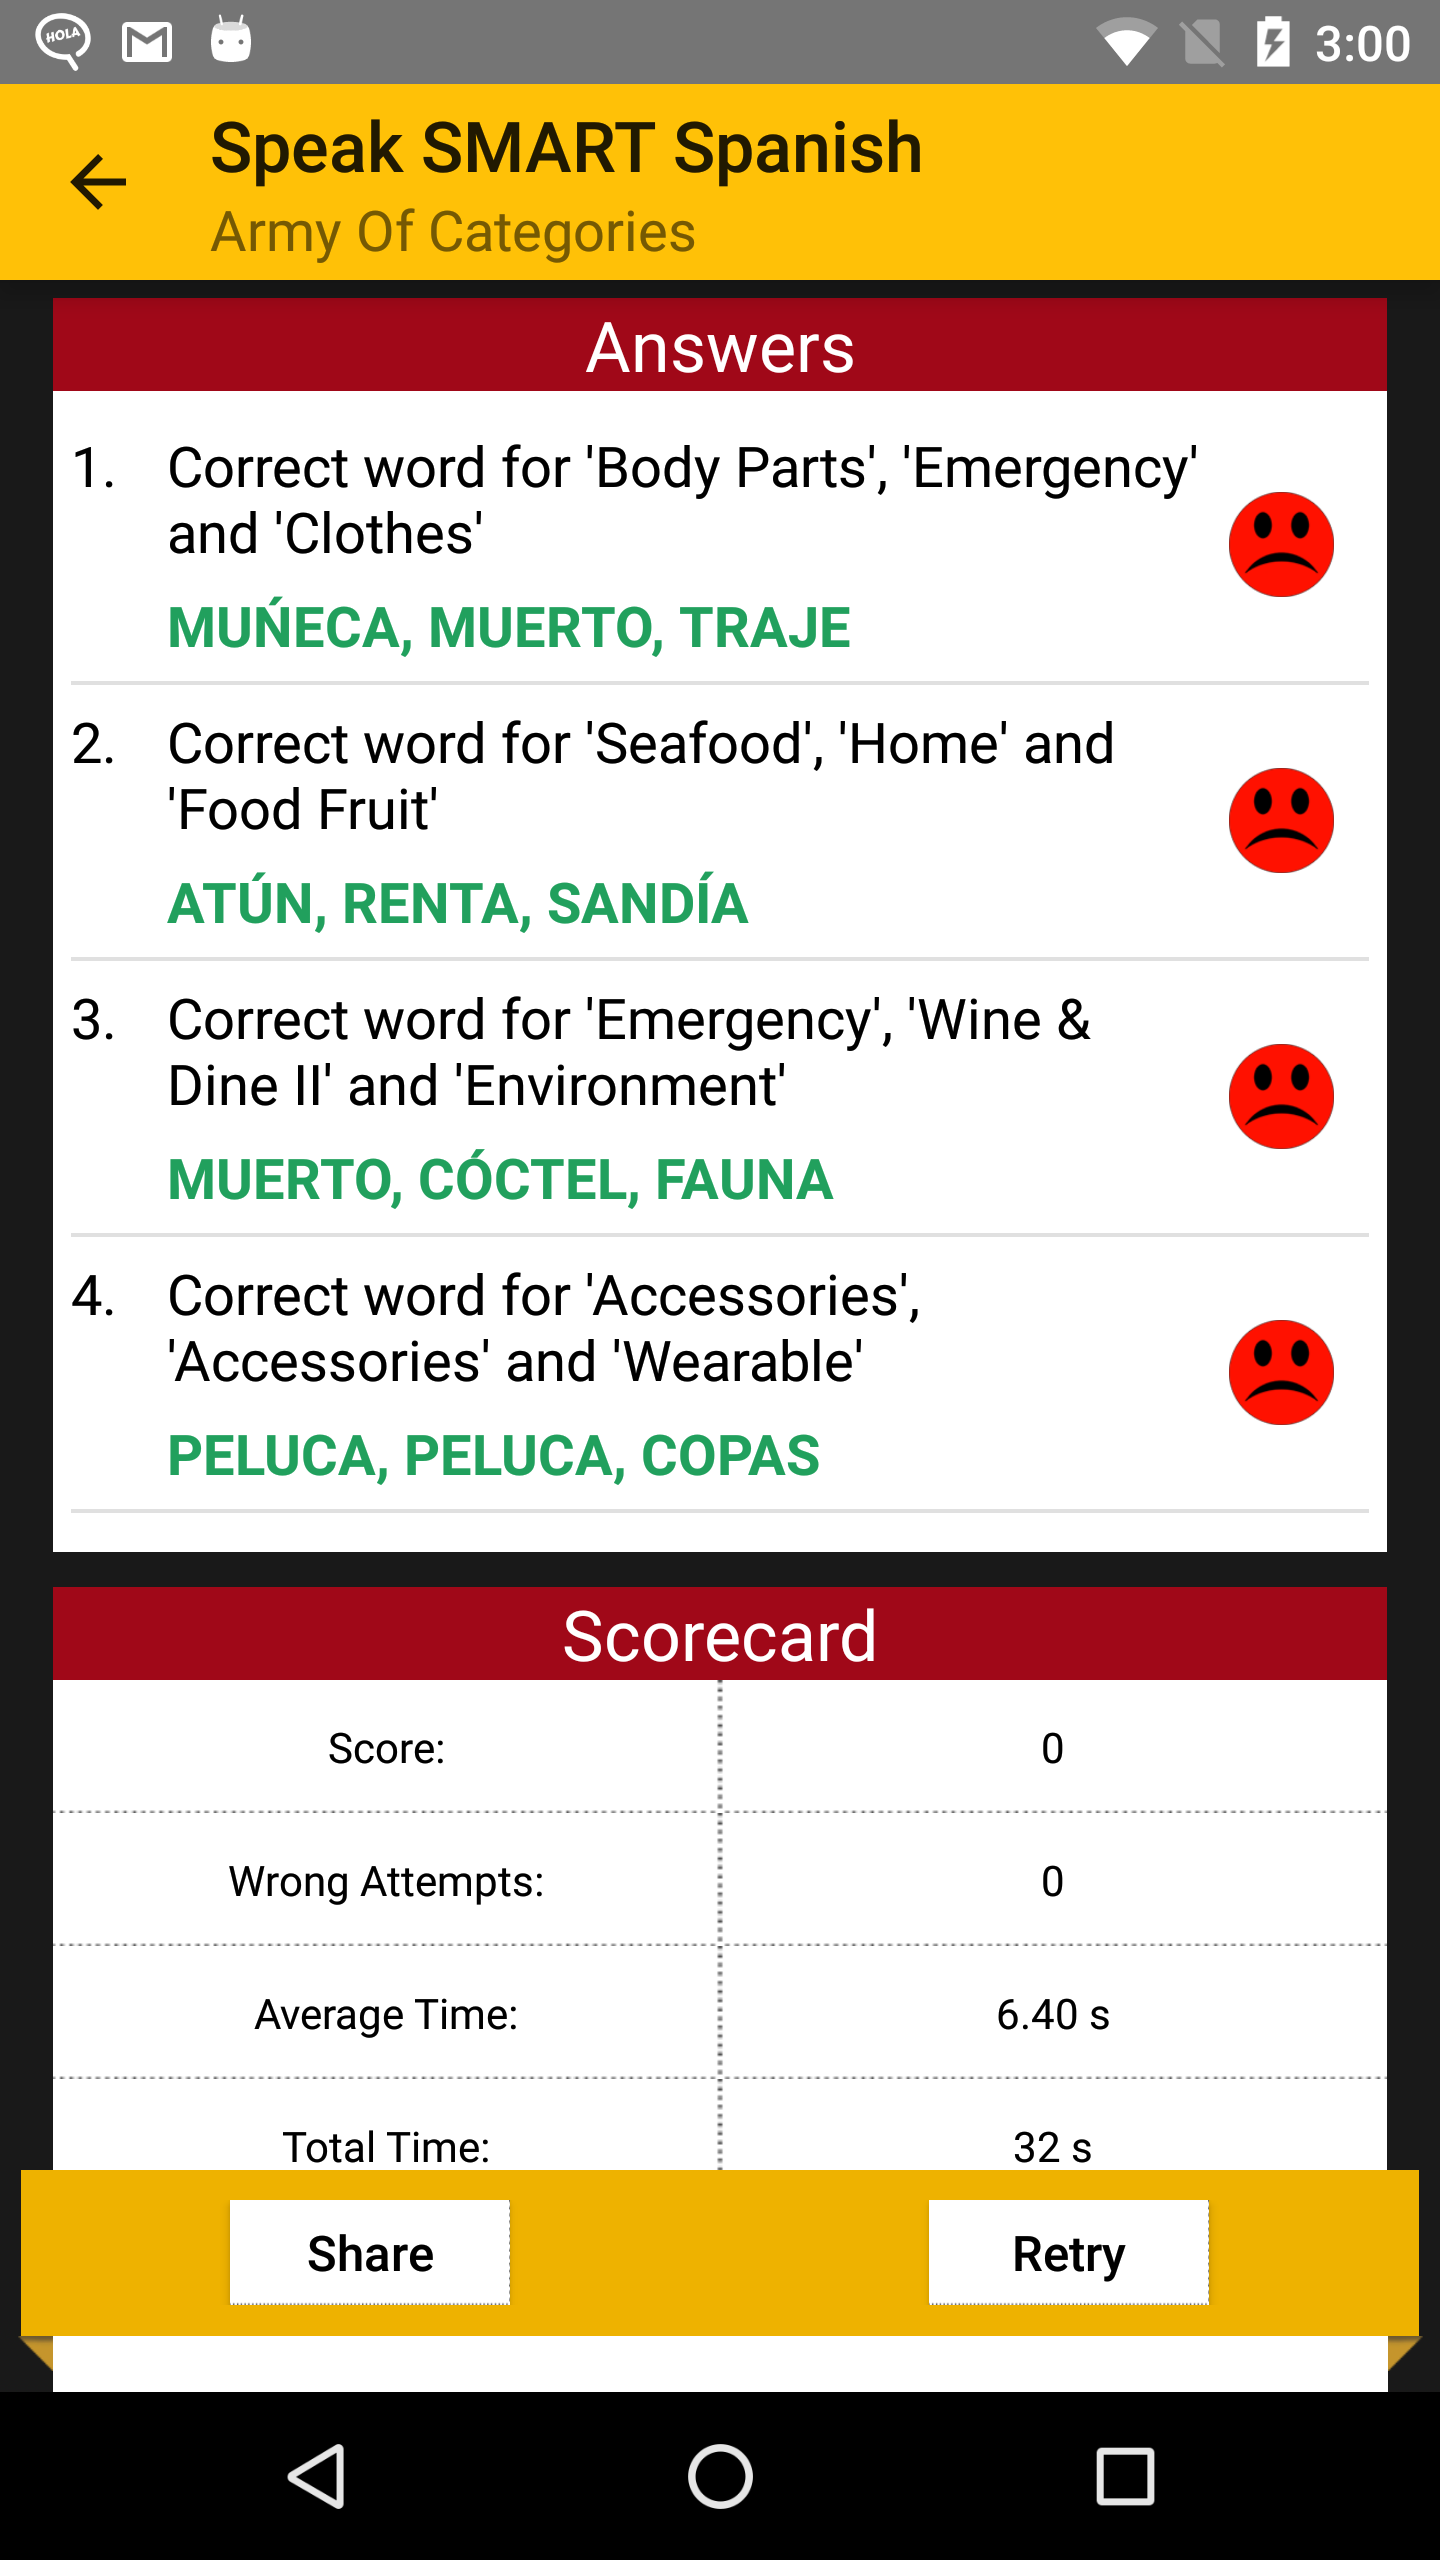 HOLA
3:00
Speak SMART Spanish
Army Of Categories
Answers
1. Correct word for 'Body Parts', 'Emergency'
and 'Clothes'
MUŃECA, MUERTO, TRAJE
2. Correct word for 'Seafood', 'Home' and
'Food Fruit'
ATÚN, RENTA, SANDÍA
3. Correct word for 'Emergency', 'Wine &
Dine II' and 'Environment'
MUERTO, CÓCTEL, FAUNA
4. Correct word for 'Accessories',
'Accessories' and 'Wearable'
PELUCA, PELUCA, COPAS
Scorecard
Score: 0
Wrong Attempts: 0
Average Time: 6.40 s
Total Time: 32 s
Share Retry